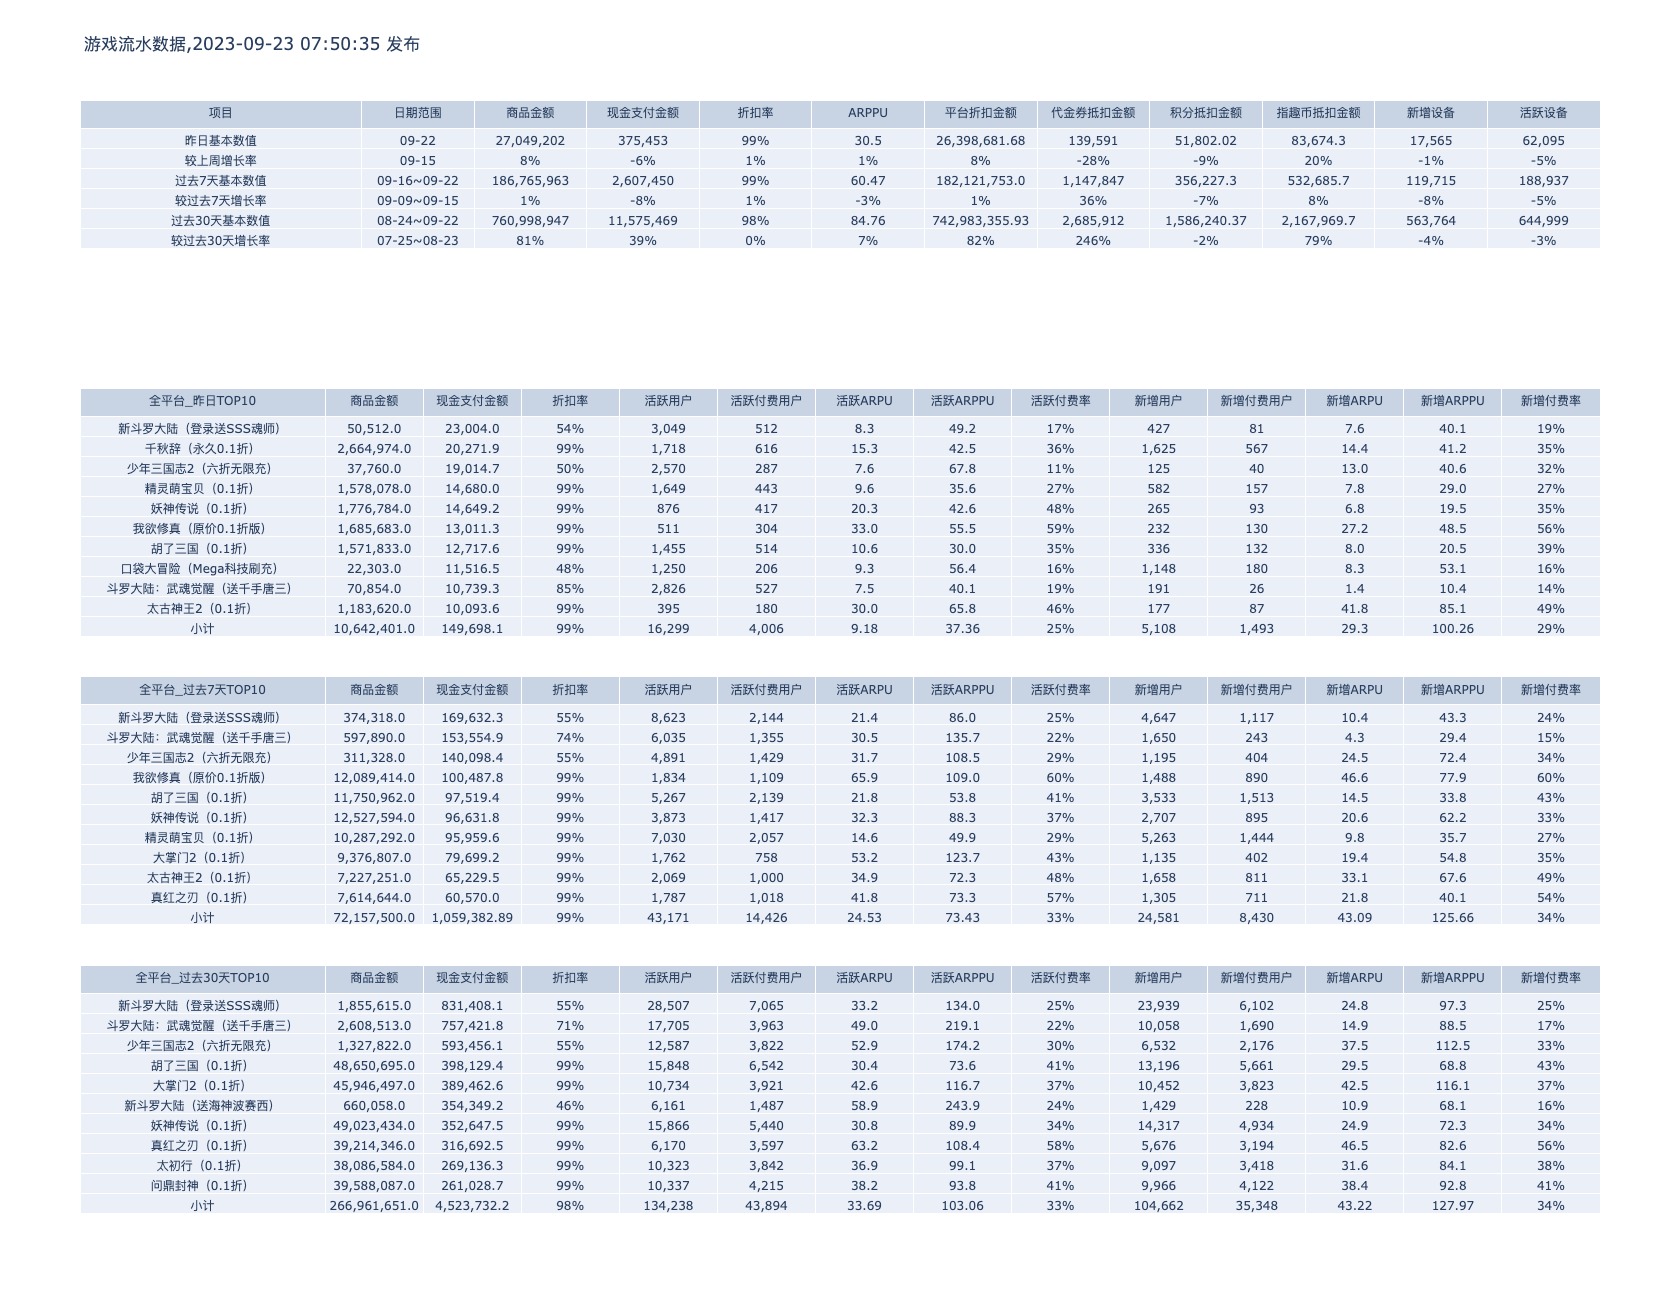 游戏流水数据,2023-09-23 07:50:35 发布
项目 日期范围 商品金额 现金支付金额 折扣率 ARPPU 平台折扣金额 代金券抵扣金额 积分抵扣金额 指趣币抵扣金额 新增设备 活跃设备
昨日基本数值 09-22 27,049,202 375,453 99% 30.5 26,398,681.68 139,591 51,802.02 83,674.3 17,565 62,095
较上周增长率 09-15 8% -6% 1% 1% 8% -28% -9% 20% -1% -5%
过去7天基本数值 09-16~09-22 186,765,963 2,607,450 99% 60.47 182,121,753.0 1,147,847 356,227.3 532,685.7 119,715 188,937
较过去7天增长率 09-09~09-15 1% -8% 1% -3% 1% 36% -7% 8% -8% -5%
过去30天基本数值 08-24~09-22 760,998,947 11,575,469 98% 84.76 742,983,355.93 2,685,912 1,586,240.37 2,167,969.7 563,764 644,999
较过去30天增长率 07-25~08-23 81% 39% 0% 7% 82% 246% -2% 79% -4% -3%
全平台_昨日TOP10 商品金额 现金支付金额 折扣率 活跃用户 活跃付费用户 活跃ARPU 活跃ARPPU 活跃付费率 新增用户 新增付费用户 新增ARPU 新增ARPPU 新增付费率
新斗罗大陆（登录送SSS魂师） 50,512.0 23,004.0 54% 3,049 512 8.3 49.2 17% 427 81 7.6 40.1 19%
千秋辞（永久0.1折） 2,664,974.0 20,271.9 99% 1,718 616 15.3 42.5 36% 1,625 567 14.4 41.2 35%
少年三国志2（六折无限充） 37,760.0 19,014.7 50% 2,570 287 7.6 67.8 11% 125 40 13.0 40.6 32%
精灵萌宝贝（0.1折） 1,578,078.0 14,680.0 99% 1,649 443 9.6 35.6 27% 582 157 7.8 29.0 27%
妖神传说（0.1折） 1,776,784.0 14,649.2 99% 876 417 20.3 42.6 48% 265 93 6.8 19.5 35%
我欲修真（原价0.1折版） 1,685,683.0 13,011.3 99% 511 304 33.0 55.5 59% 232 130 27.2 48.5 56%
胡了三国（0.1折） 1,571,833.0 12,717.6 99% 1,455 514 10.6 30.0 35% 336 132 8.0 20.5 39%
口袋大冒险（Mega科技刷充） 22,303.0 11,516.5 48% 1,250 206 9.3 56.4 16% 1,148 180 8.3 53.1 16%
斗罗大陆：武魂觉醒（送千手唐三） 70,854.0 10,739.3 85% 2,826 527 7.5 40.1 19% 191 26 1.4 10.4 14%
太古神王2（0.1折） 1,183,620.0 10,093.6 99% 395 180 30.0 65.8 46% 177 87 41.8 85.1 49%
小计 10,642,401.0 149,698.1 99% 16,299 4,006 9.18 37.36 25% 5,108 1,493 29.3 100.26 29%
全平台_过去7天TOP10 商品金额 现金支付金额 折扣率 活跃用户 活跃付费用户 活跃ARPU 活跃ARPPU 活跃付费率 新增用户 新增付费用户 新增ARPU 新增ARPPU 新增付费率
新斗罗大陆（登录送SSS魂师） 374,318.0 169,632.3 55% 8,623 2,144 21.4 86.0 25% 4,647 1,117 10.4 43.3 24%
斗罗大陆：武魂觉醒（送千手唐三） 597,890.0 153,554.9 74% 6,035 1,355 30.5 135.7 22% 1,650 243 4.3 29.4 15%
少年三国志2（六折无限充） 311,328.0 140,098.4 55% 4,891 1,429 31.7 108.5 29% 1,195 404 24.5 72.4 34%
我欲修真（原价0.1折版） 12,089,414.0 100,487.8 99% 1,834 1,109 65.9 109.0 60% 1,488 890 46.6 77.9 60%
胡了三国（0.1折） 11,750,962.0 97,519.4 99% 5,267 2,139 21.8 53.8 41% 3,533 1,513 14.5 33.8 43%
妖神传说（0.1折） 12,527,594.0 96,631.8 99% 3,873 1,417 32.3 88.3 37% 2,707 895 20.6 62.2 33%
精灵萌宝贝（0.1折） 10,287,292.0 95,959.6 99% 7,030 2,057 14.6 49.9 29% 5,263 1,444 9.8 35.7 27%
大掌门2（0.1折） 9,376,807.0 79,699.2 99% 1,762 758 53.2 123.7 43% 1,135 402 19.4 54.8 35%
太古神王2（0.1折） 7,227,251.0 65,229.5 99% 2,069 1,000 34.9 72.3 48% 1,658 811 33.1 67.6 49%
真红之刃（0.1折） 7,614,644.0 60,570.0 99% 1,787 1,018 41.8 73.3 57% 1,305 711 21.8 40.1 54%
小计 72,157,500.0 1,059,382.89 99% 43,171 14,426 24.53 73.43 33% 24,581 8,430 43.09 125.66 34%
全平台_过去30天TOP10 商品金额 现金支付金额 折扣率 活跃用户 活跃付费用户 活跃ARPU 活跃ARPPU 活跃付费率 新增用户 新增付费用户 新增ARPU 新增ARPPU 新增付费率
新斗罗大陆（登录送SSS魂师） 1,855,615.0 831,408.1 55% 28,507 7,065 33.2 134.0 25% 23,939 6,102 24.8 97.3 25%
斗罗大陆：武魂觉醒（送千手唐三） 2,608,513.0 757,421.8 71% 17,705 3,963 49.0 219.1 22% 10,058 1,690 14.9 88.5 17%
少年三国志2（六折无限充） 1,327,822.0 593,456.1 55% 12,587 3,822 52.9 174.2 30% 6,532 2,176 37.5 112.5 33%
胡了三国（0.1折） 48,650,695.0 398,129.4 99% 15,848 6,542 30.4 73.6 41% 13,196 5,661 29.5 68.8 43%
大掌门2（0.1折） 45,946,497.0 389,462.6 99% 10,734 3,921 42.6 116.7 37% 10,452 3,823 42.5 116.1 37%
新斗罗大陆（送海神波赛西） 660,058.0 354,349.2 46% 6,161 1,487 58.9 243.9 24% 1,429 228 10.9 68.1 16%
妖神传说（0.1折） 49,023,434.0 352,647.5 99% 15,866 5,440 30.8 89.9 34% 14,317 4,934 24.9 72.3 34%
真红之刃（0.1折） 39,214,346.0 316,692.5 99% 6,170 3,597 63.2 108.4 58% 5,676 3,194 46.5 82.6 56%
太初行（0.1折） 38,086,584.0 269,136.3 99% 10,323 3,842 36.9 99.1 37% 9,097 3,418 31.6 84.1 38%
问鼎封神（0.1折） 39,588,087.0 261,028.7 99% 10,337 4,215 38.2 93.8 41% 9,966 4,122 38.4 92.8 41%
小计 266,961,651.0 4,523,732.2 98% 134,238 43,894 33.69 103.06 33% 104,662 35,348 43.22 127.97 34%